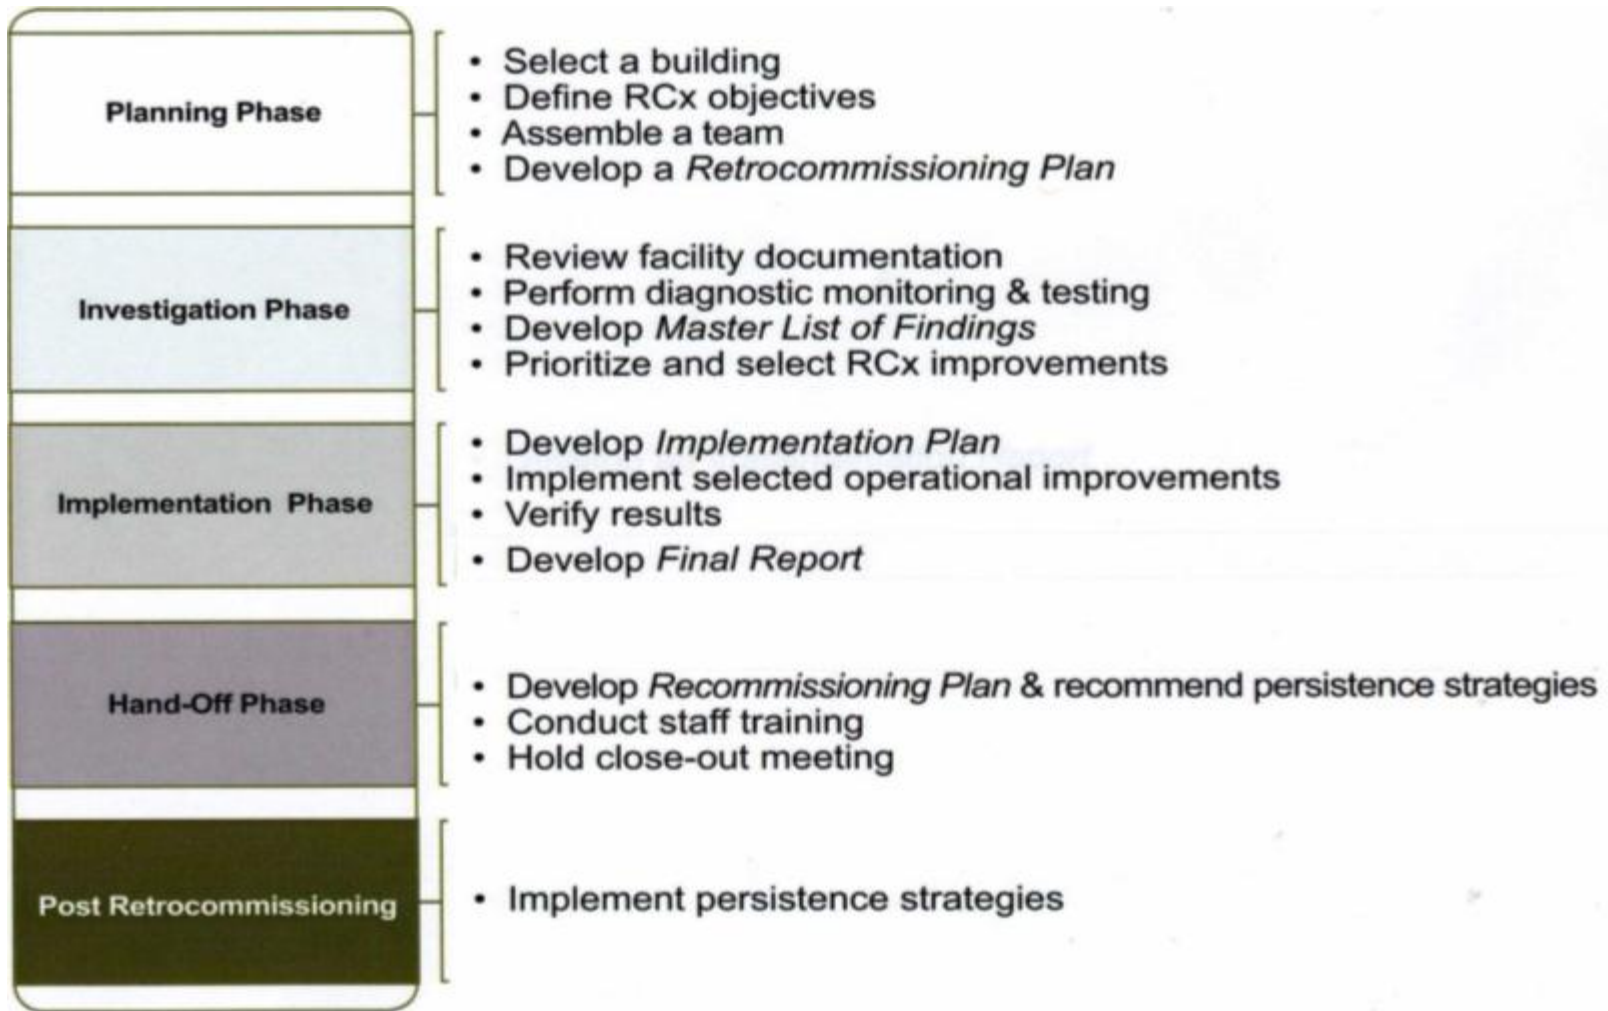 Planning Phase
• Select a building
• Define RCx objectives
• Assemble a team
• Develop a Retrocommissioning Plan
Investigation Phase
• Review facility documentation
• Perform diagnostic monitoring & testing
• Develop Master List of Findings
• Prioritize and select RCx improvements
Implementation Phase
• Develop Implementation Plan
• Implement selected operational improvements
• Verify results
• Develop Final Report
Hand-Off Phase
• Develop Recommissioning Plan & recommend persistence strategies
• Conduct staff training
• Hold close-out meeting
Post Retrocommissioning
• Implement persistence strategies